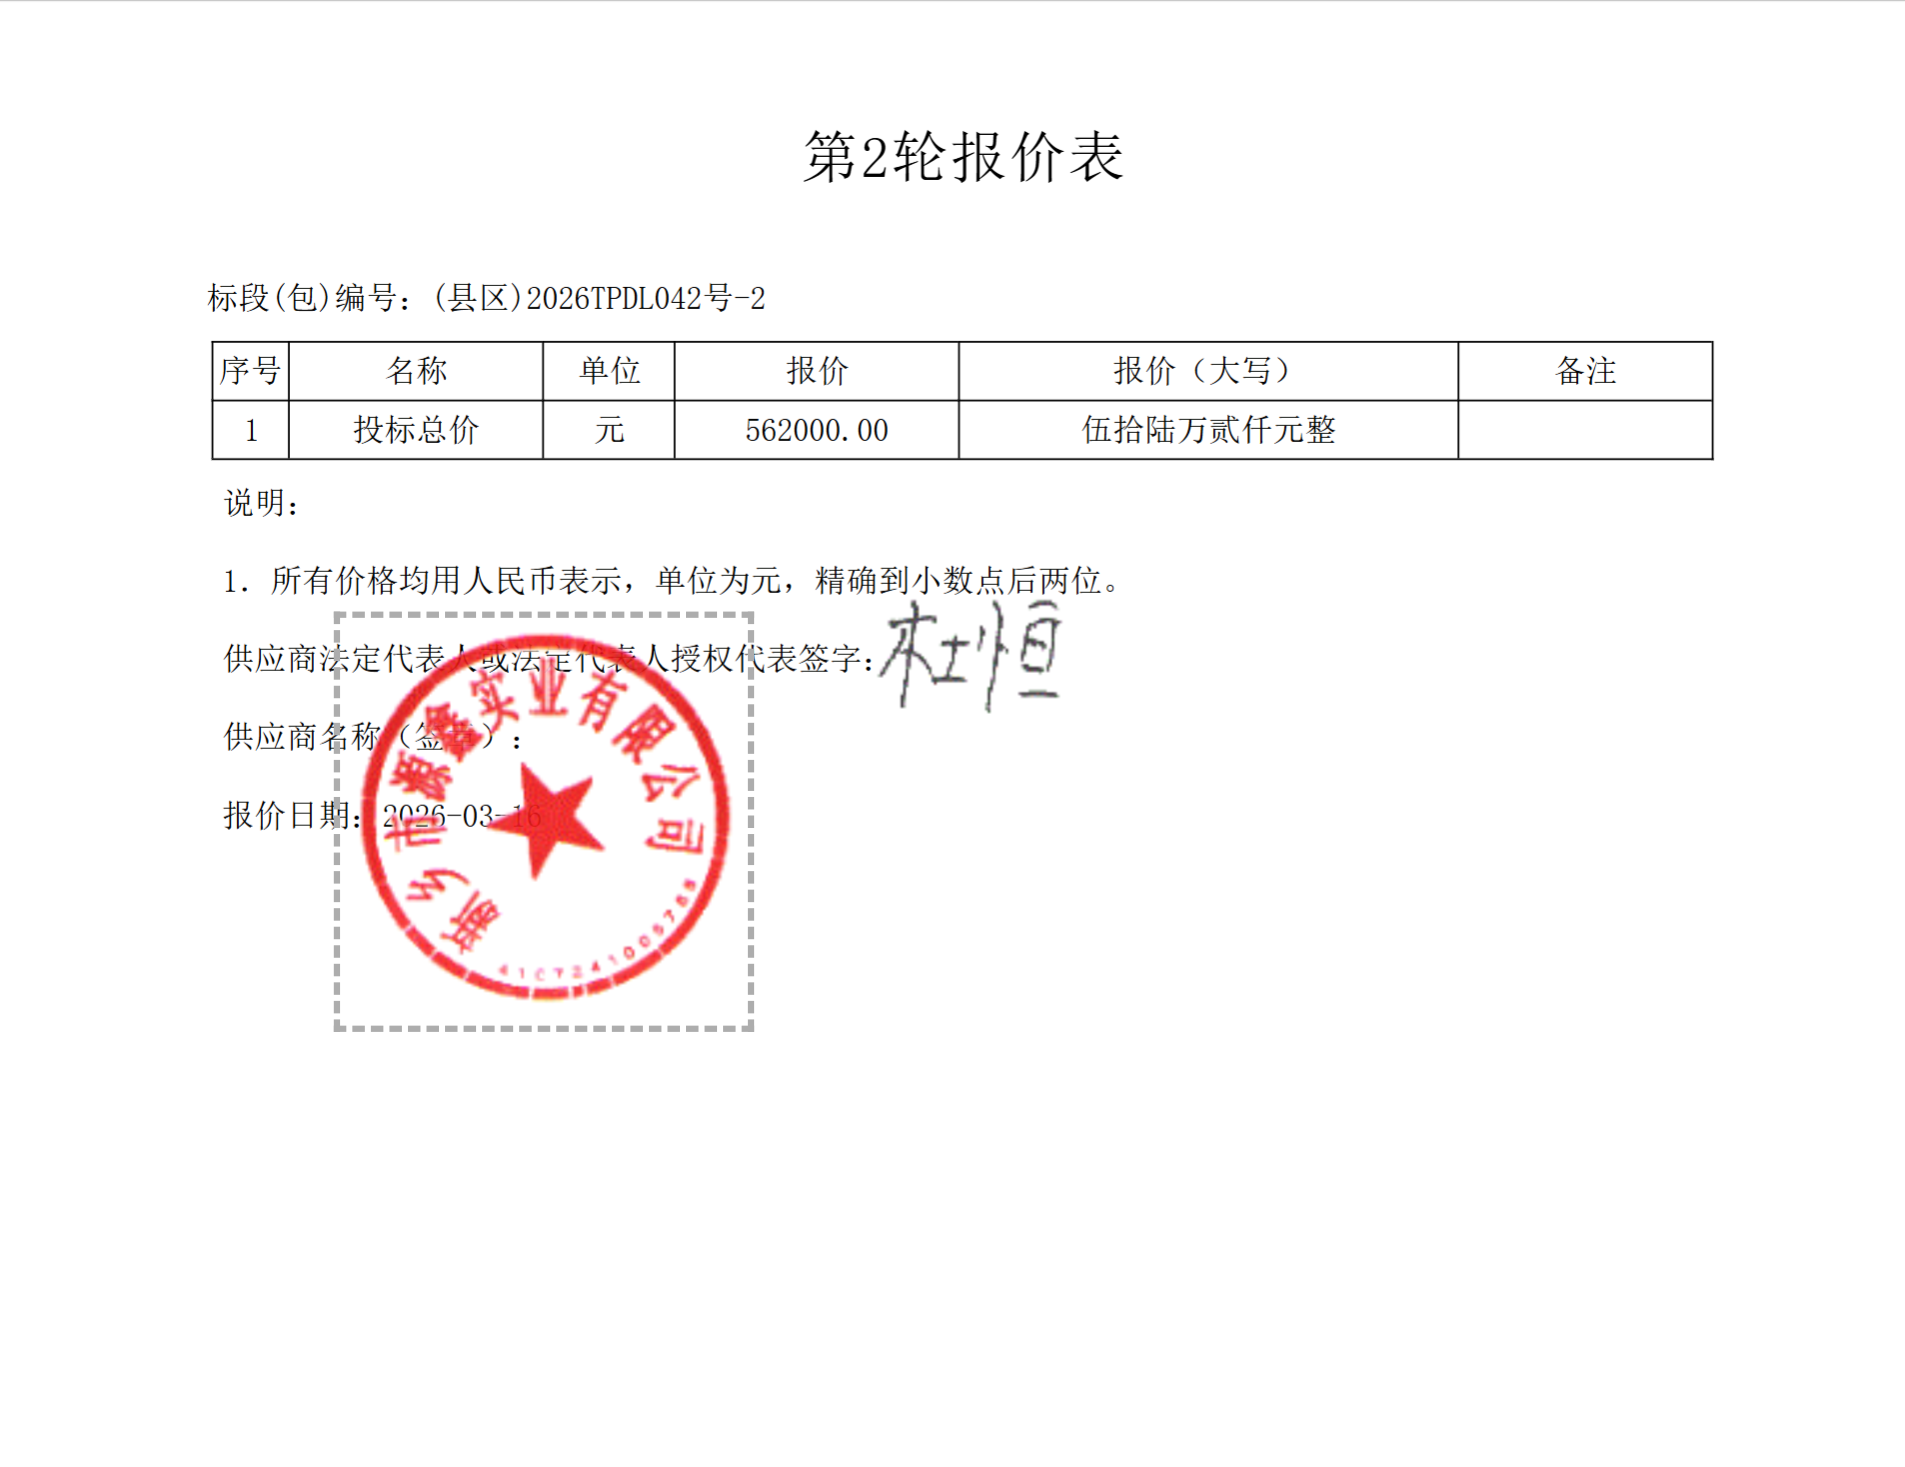 第2轮报价表
标段(包)编号：(县区)2026TPDL042号-2
序号 名称 单位 报价 报价（大写） 备注
1 投标总价 元 562000.00 伍拾陆万贰仟元整
说明：
1. 所有价格均用人民币表示，单位为元，精确到小数点后两位。
供应商法定代表人或法定代表人授权代表签字：杜恒
供应商名称（签章）：
报价日期：2026-03-16
新乡市源鑫实业有限公司